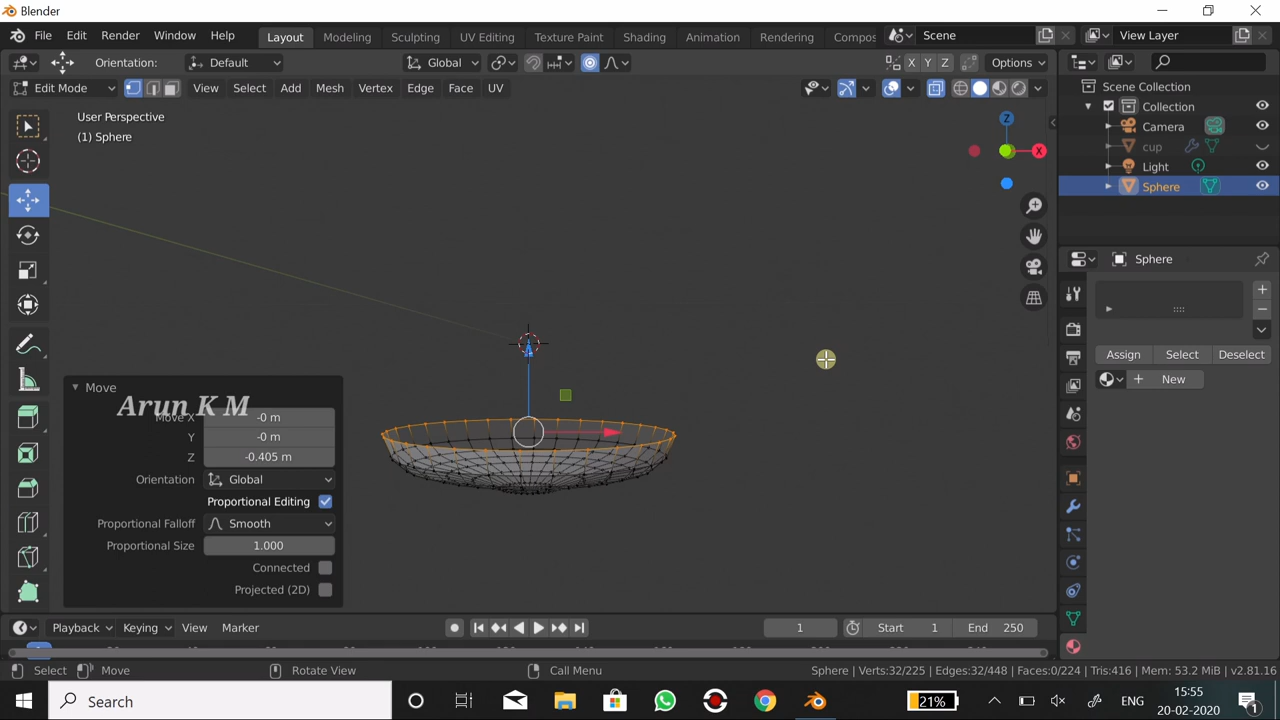 Blender
File Edit Render Window Help Layout Modeling Sculpting UV Editing Texture Paint Shading Animation Rendering Compos Scene View Layer
Orientation: Default Global X Y Z Options
Edit Mode View Select Add Mesh Vertex Edge Face UV
User Perspective
(1) Sphere
Z
X
Scene Collection
Collection
Camera
cup
Light
Sphere
Sphere
Assign Select Deselect
New
Move
Arun K M
Move X -0 m
Y -0 m
Z -0.405 m
Orientation Global
Proportional Editing
Proportional Falloff Smooth
Proportional Size 1.000
Connected
Projected (2D)
Playback Keying View Marker 1 Start 1 End 250
Select Move Rotate View Call Menu Sphere | Verts:32/225 | Edges:32/448 | Faces:0/224 | Tris:416 | Mem: 53.2 MiB | v2.81.16
Search 21% ENG 15:55
20-02-2020